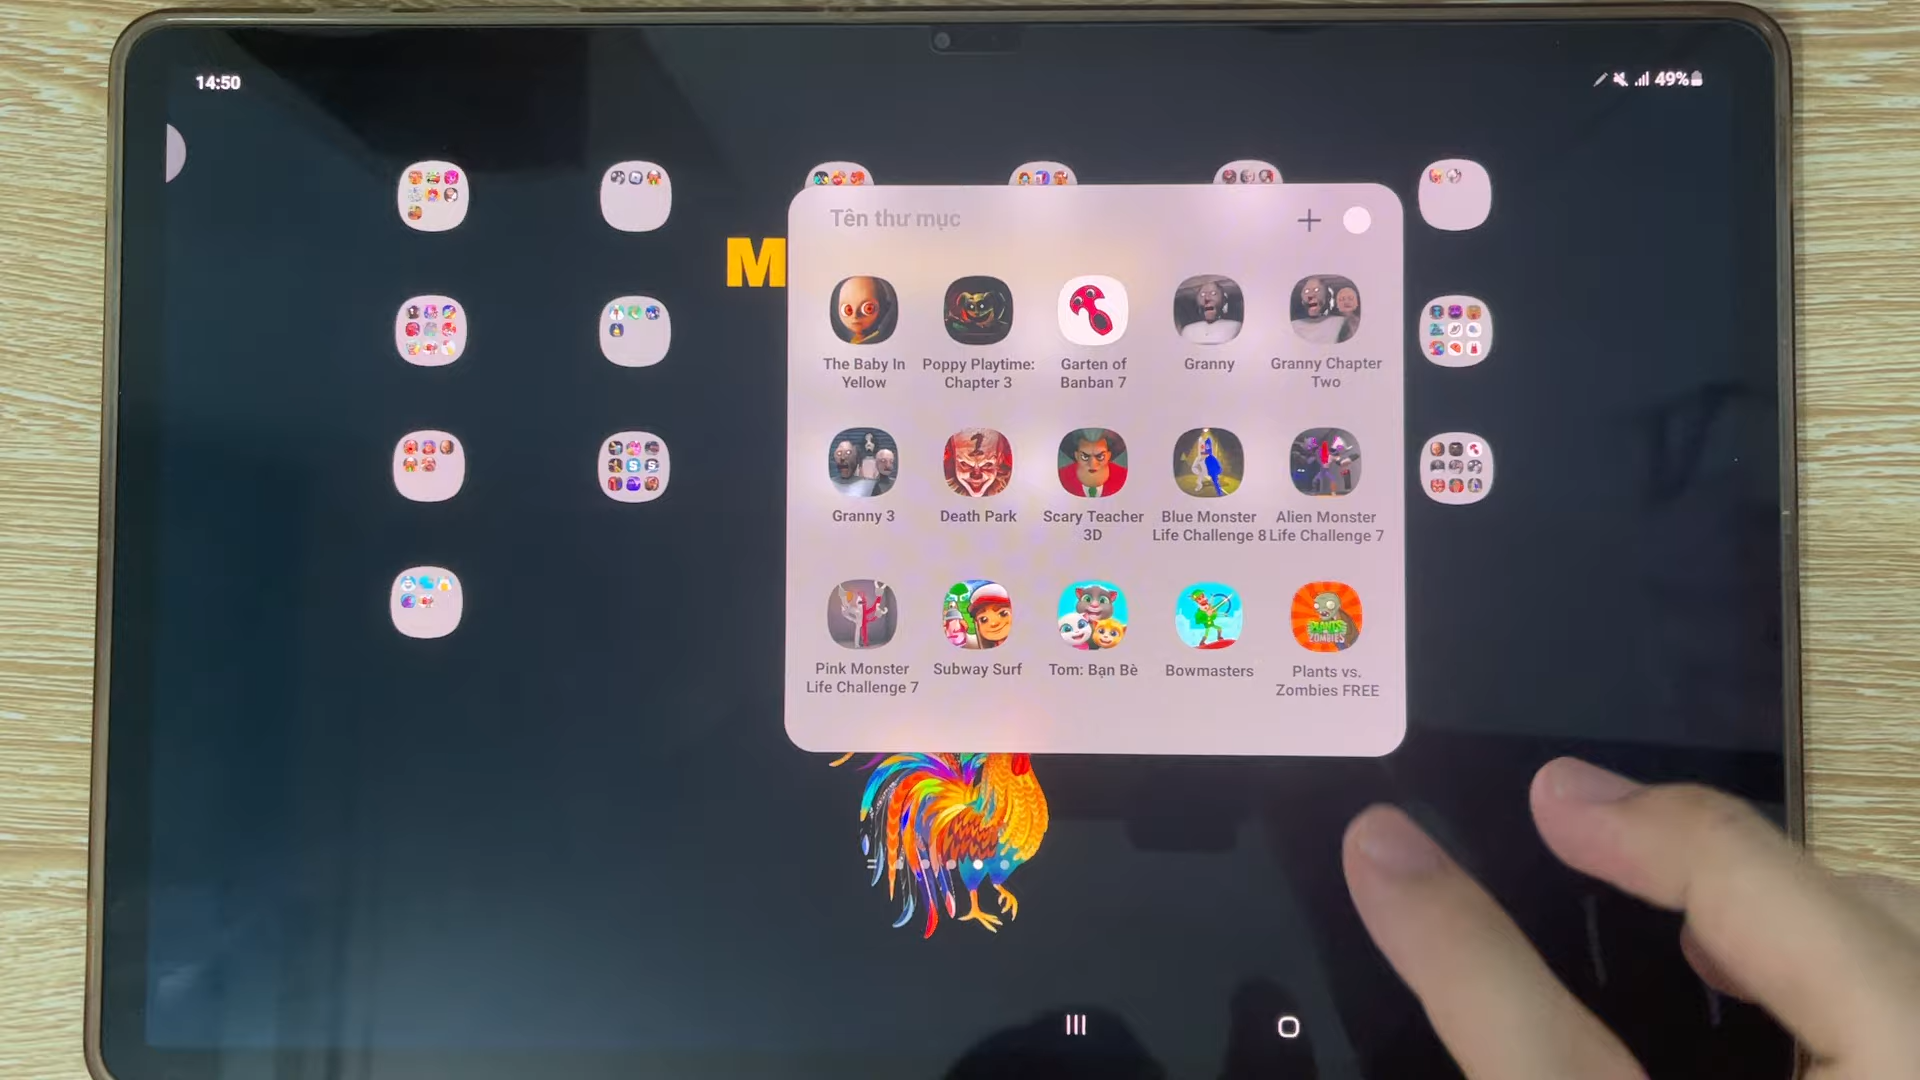 14:50
49%
M
Tên thư mục
The Baby In
Yellow
Poppy Playtime:
Chapter 3
Garten of
Banban 7
Granny
Granny Chapter
Two
Granny 3
Death Park
Scary Teacher
3D
Blue Monster
Life Challenge 8
Alien Monster
Life Challenge 7
Pink Monster
Life Challenge 7
Subway Surf
Tom: Bạn Bè
Bowmasters
PLANTS
ZOMBIES
Plants vs.
Zombies FREE